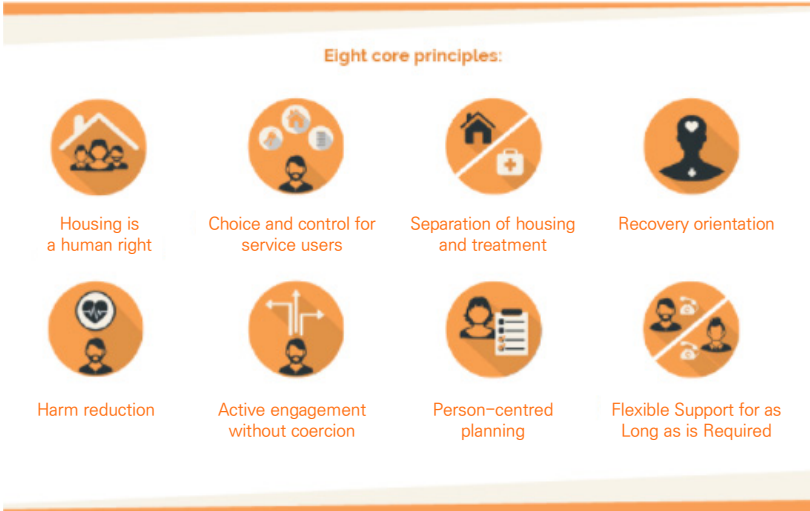 Eight core principles:
Housing is
a human right
Choice and control for
service users
Separation of housing
and treatment
Recovery orientation
Harm reduction
Active engagement
without coercion
Person-centred
planning
Flexible Support for as
Long as is Required